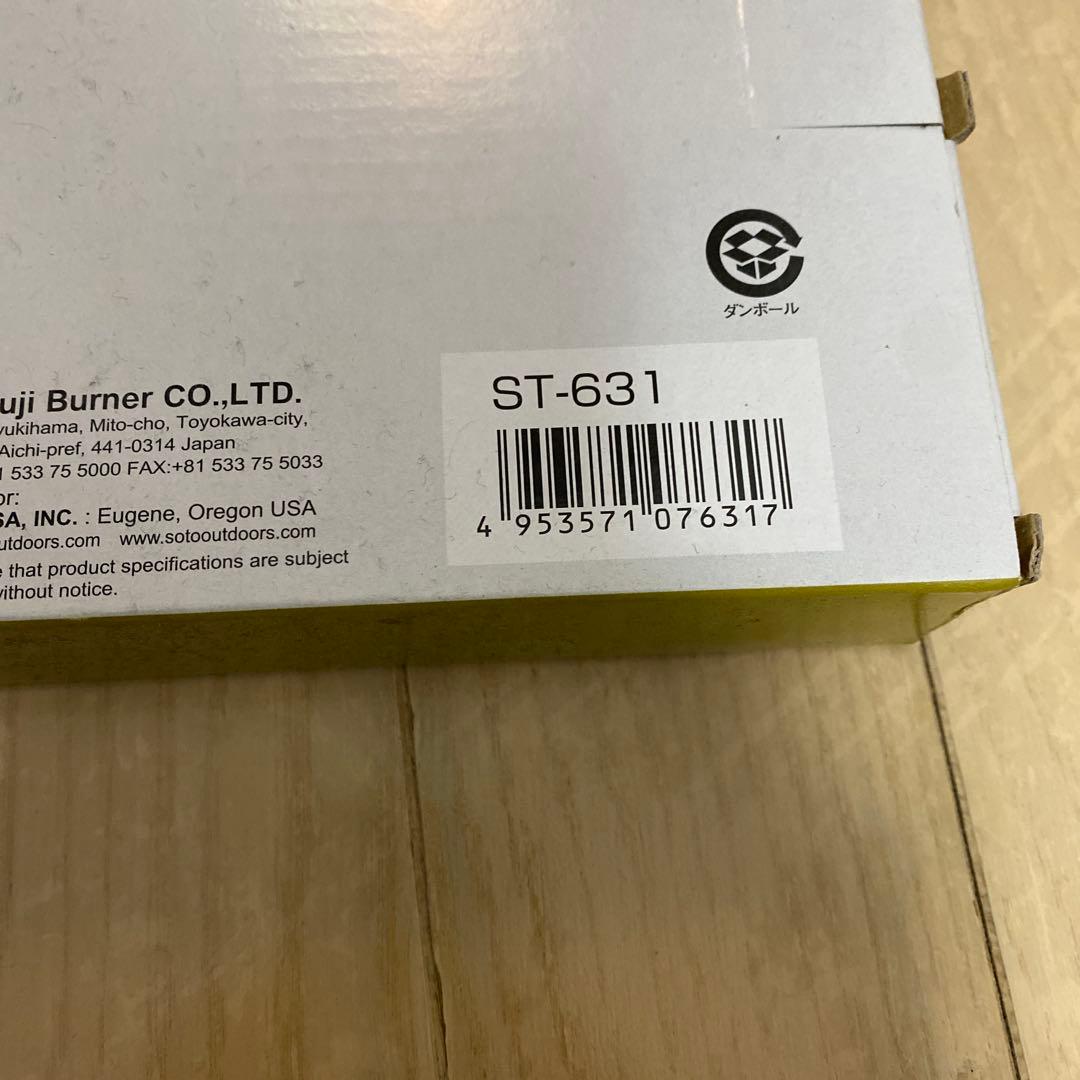 ダンボール
ST-631
4 953571 076317
uji Burner CO.,LTD.
yukihama, Mito-cho, Toyokawa-city,
Aichi-pref, 441-0314 Japan
1 533 75 5000 FAX:+81 533 75 5033
or:
SA, INC. : Eugene, Oregon USA
utdoors.com www.sotooutdoors.com
e that product specifications are subject
without notice.